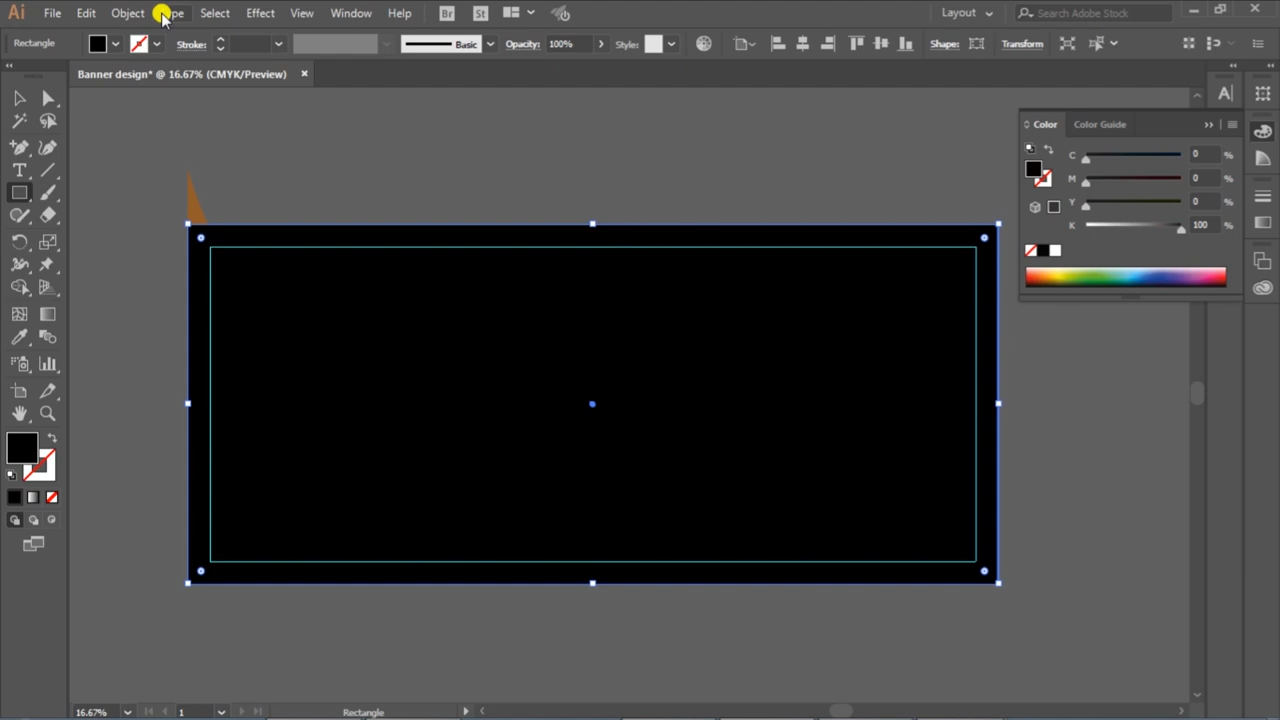 Ai File Edit Object Type Select Effect View Window Help Br St Layout Search Adobe Stock
Rectangle Stroke: Basic Opacity: 100% Style: Shape: Transform
Banner design* @ 16.67% (CMYK/Preview) ×
Color Color Guide
C 0 %
M 0 %
Y 0 %
K 100 %
16.67% 1 Rectangle